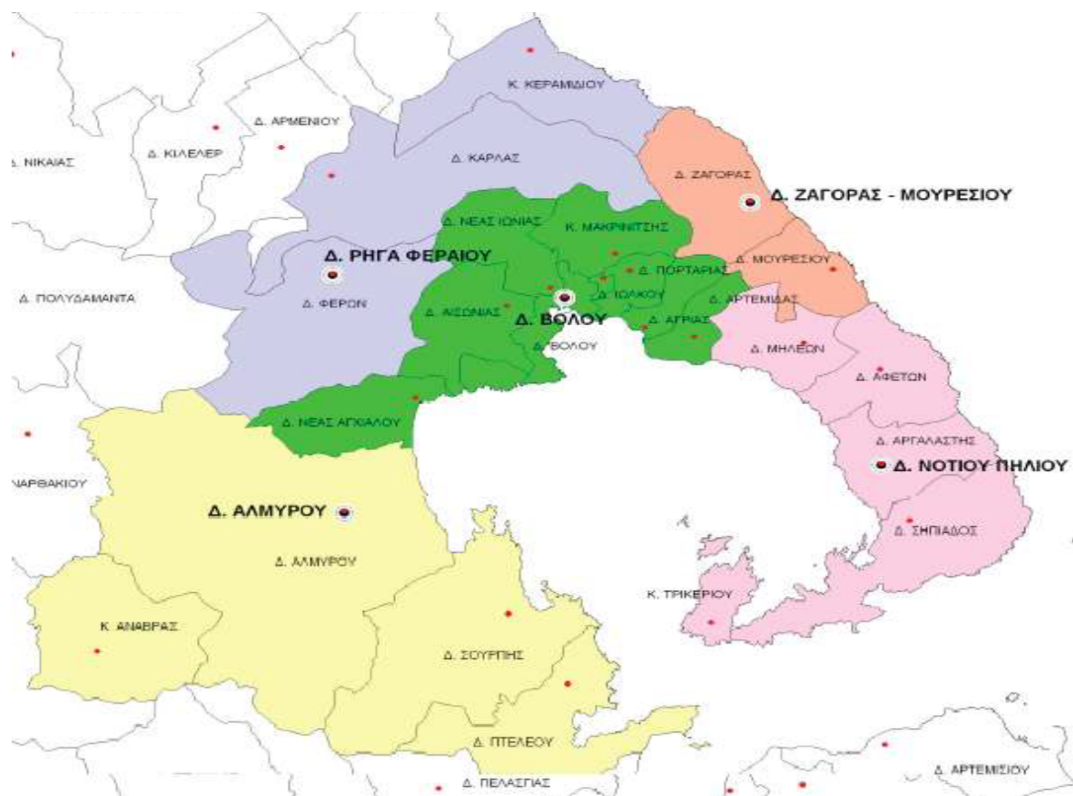 Κ. ΚΕΡΑΜΙΔΙΟΥ
Δ. ΑΡΜΕΝΙΟΥ
Δ. ΚΙΛΕΛΕΡ
Δ. ΝΙΚΑΙΑΣ
Δ. ΚΑΡΛΑΣ
Δ. ΖΑΓΟΡΑΣ
Δ. ΖΑΓΟΡΑΣ - ΜΟΥΡΕΣΙΟΥ
Δ. ΝΕΑΣ ΙΩΝΙΑΣ
Κ. ΜΑΚΡΙΝΙΤΣΗΣ
Δ. ΡΗΓΑ ΦΕΡΑΙΟΥ
Δ. ΜΟΥΡΕΣΙΟΥ
Δ. ΠΟΡΤΑΡΙΑΣ
Δ. ΠΟΛΥΔΑΜΑΝΤΑ
Δ. ΦΕΡΩΝ
Δ. ΙΩΛΚΟΥ
Δ. ΑΡΤΕΜΙΔΑΣ
Δ. ΑΙΣΩΝΙΑΣ
Δ. ΒΟΛΟΥ
Δ. ΑΓΡΙΑΣ
Δ. ΒΟΛΟΥ
Δ. ΜΗΛΕΩΝ
Δ. ΑΦΕΤΩΝ
Δ. ΝΕΑΣ ΑΓΧΙΑΛΟΥ
Δ. ΑΡΓΑΛΑΣΤΗΣ
Δ. ΝΟΤΙΟΥ ΠΗΛΙΟΥ
ΝΑΡΘΑΚΙΟΥ
Δ. ΑΛΜΥΡΟΥ
Δ. ΣΗΠΙΑΔΟΣ
Δ. ΑΛΜΥΡΟΥ
Κ. ΤΡΙΚΕΡΙΟΥ
Κ. ΑΝΑΒΡΑΣ
Δ. ΣΟΥΡΠΗΣ
Δ. ΠΤΕΛΕΟΥ
Δ. ΑΡΤΕΜΙΣΙΟΥ
Δ. ΠΕΛΑΣΓΙΑΣ